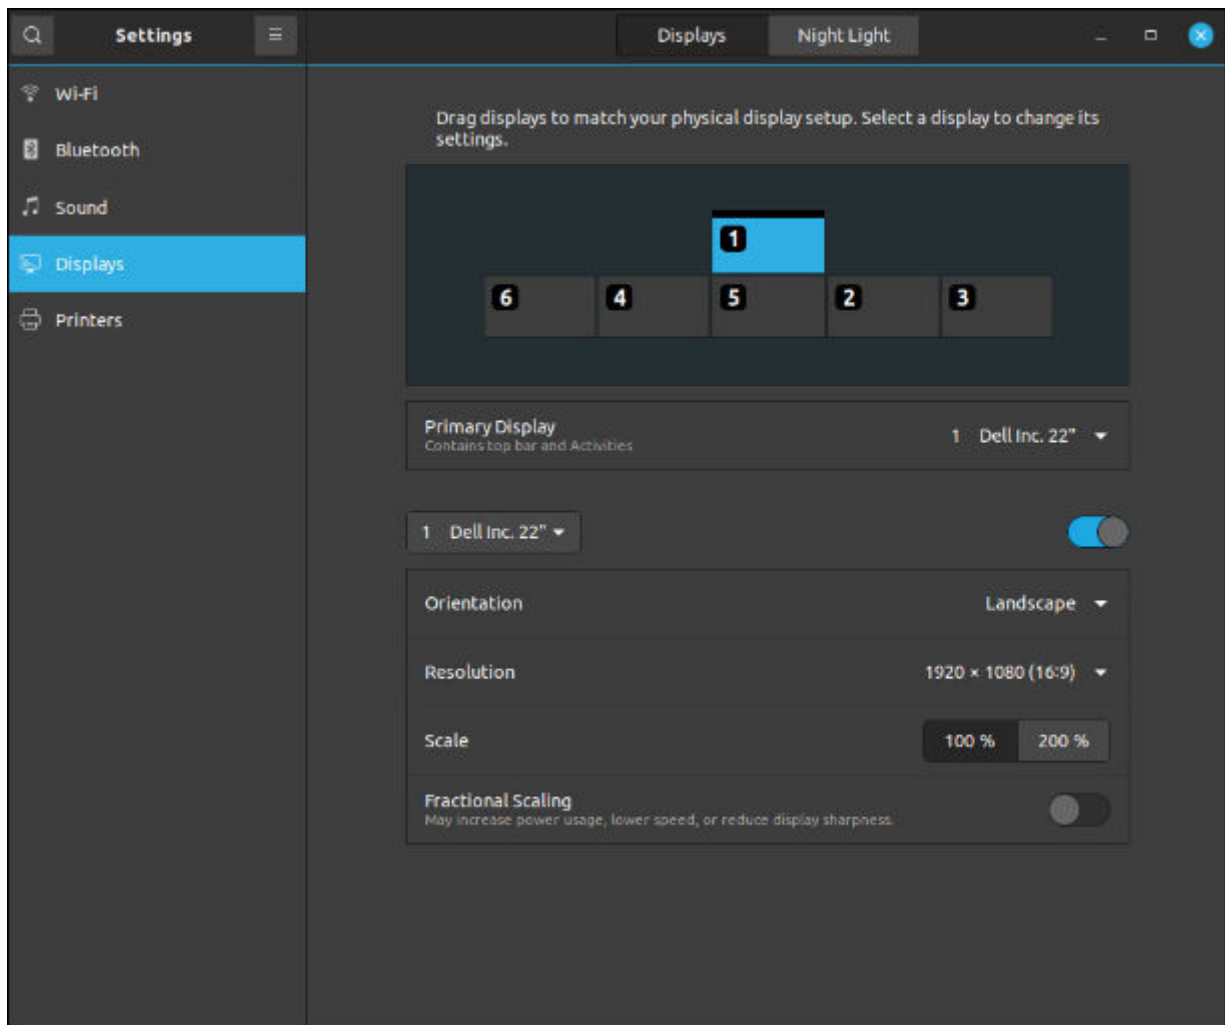 Settings
Displays
Night Light
Wi-Fi
Bluetooth
Sound
Displays
Printers
Drag displays to match your physical display setup. Select a display to change its
settings.
1
6 4 5 2 3
Primary Display
Contains top bar and Activities
1 Dell Inc. 22"
1 Dell Inc. 22"
Orientation
Landscape
Resolution
1920 × 1080 (16∶9)
Scale
100 %
200 %
Fractional Scaling
May increase power usage, lower speed, or reduce display sharpness.